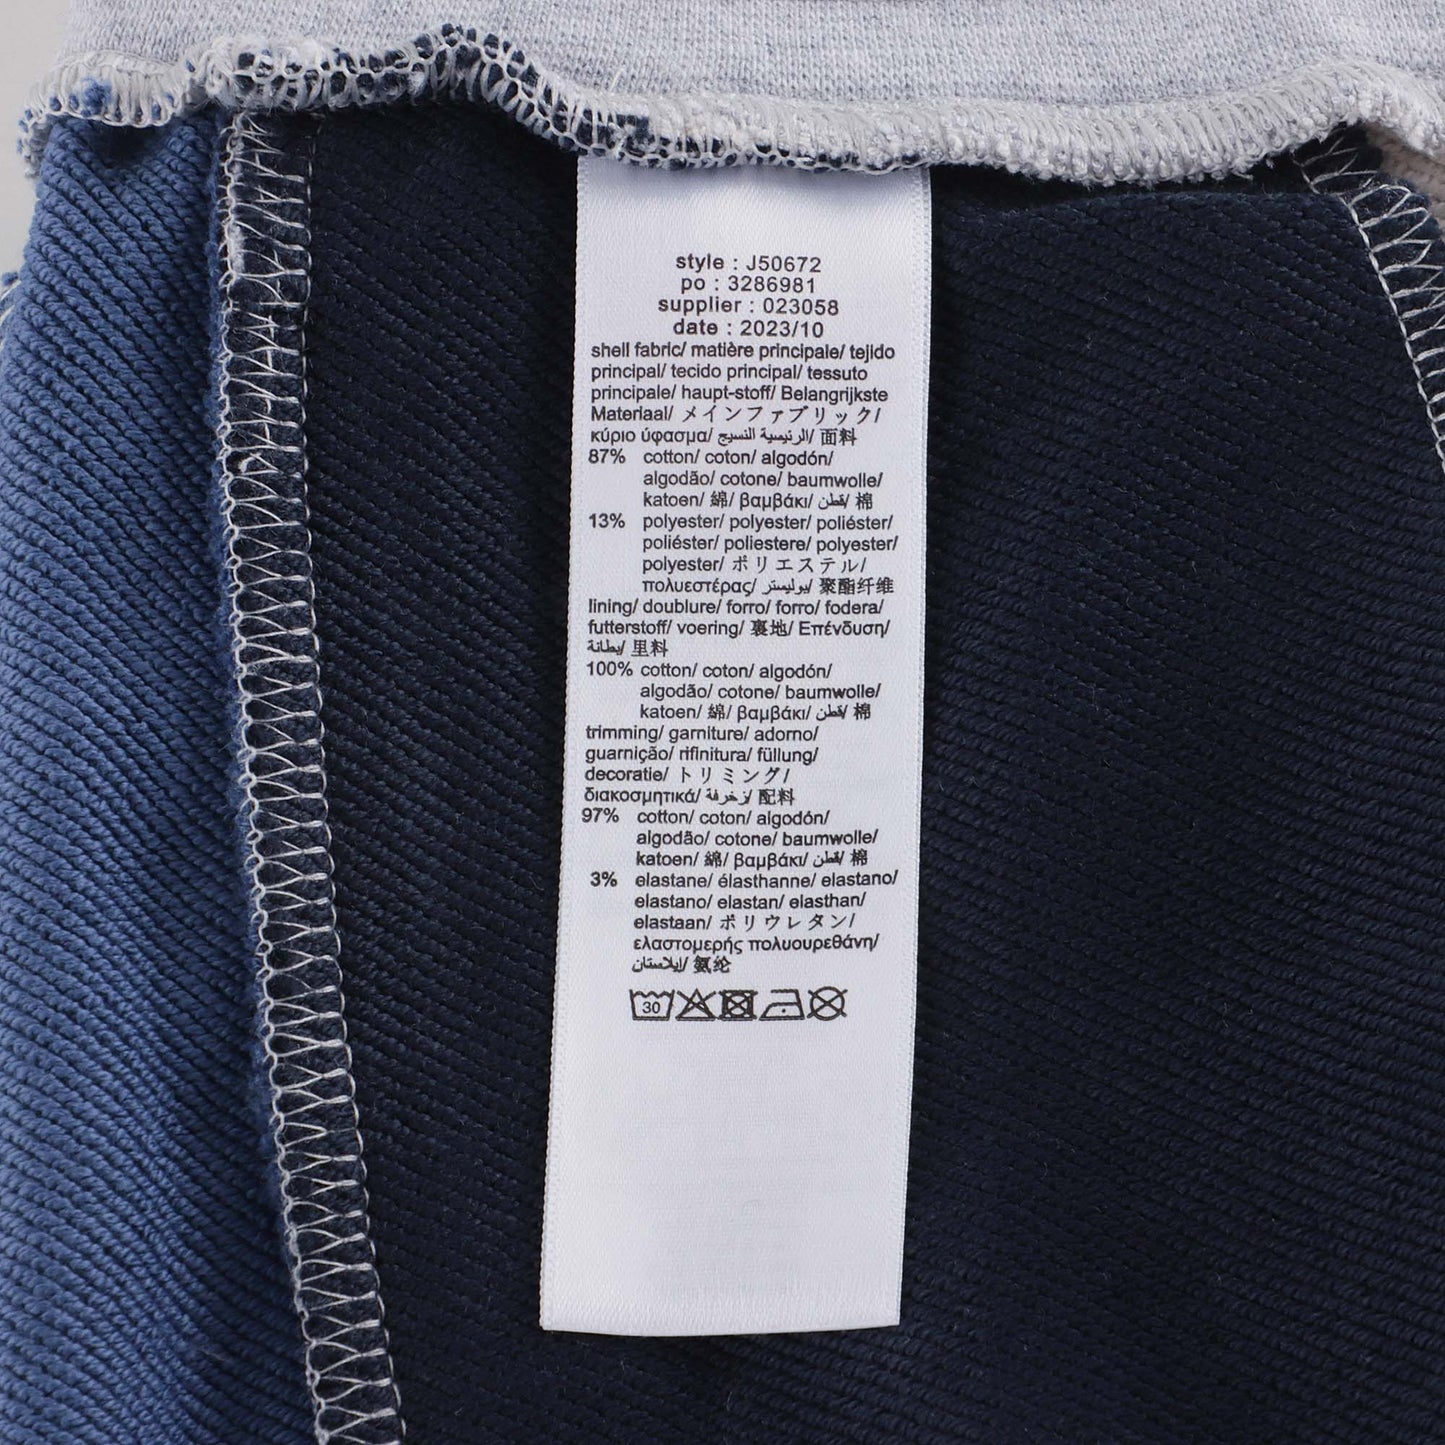 style : J50672
po : 3286981
supplier : 023058
date : 2023/10
shell fabric/ matière principale/ tejido
principal/ tecido principal/ tessuto
principale/ haupt-stoff/ Belangrijkste
Materiaal/ メインファブリック/
κύριο ύφασμα/ الرئيسية النسيج/ 面料
87% cotton/ coton/ algodón/
algodão/ cotone/ baumwolle/
katoen/ 綿/ βαμβάκι/ قطن/ 棉
13% polyester/ polyester/ poliéster/
poliéster/ poliestere/ polyester/
polyester/ ポリエステル/
πολυεστέρας/ بوليستر/ 聚酯纤维
lining/ doublure/ forro/ forro/ fodera/
futterstoff/ voering/ 裏地/ Επένδυση/
بطانة/ 里料
100% cotton/ coton/ algodón/
algodão/ cotone/ baumwolle/
katoen/ 綿/ βαμβάκι/ قطن/ 棉
trimming/ garniture/ adorno/
guarnição/ rifinitura/ füllung/
decoratie/ トリミング/
διακοσμητικά/ زخرفة/ 配料
97% cotton/ coton/ algodón/
algodão/ cotone/ baumwolle/
katoen/ 綿/ βαμβάκι/ قطن/ 棉
3% elastane/ élasthanne/ elastano/
elastano/ elastan/ elasthan/
elastaan/ ポリウレタン/
ελαστομερής πολυουρεθάνη/
إيلاستان/ 氨纶
30